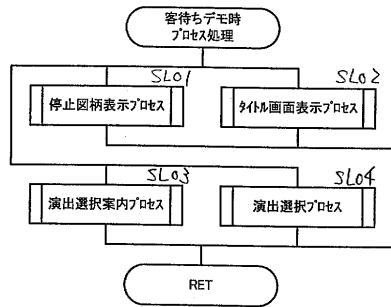 客待ちデモ時
プロセス処理
SL01
SL02
停止図柄表示プロセス
タイトル画面表示プロセス
SL03
SL04
演出選択案内プロセス
演出選択プロセス
RET